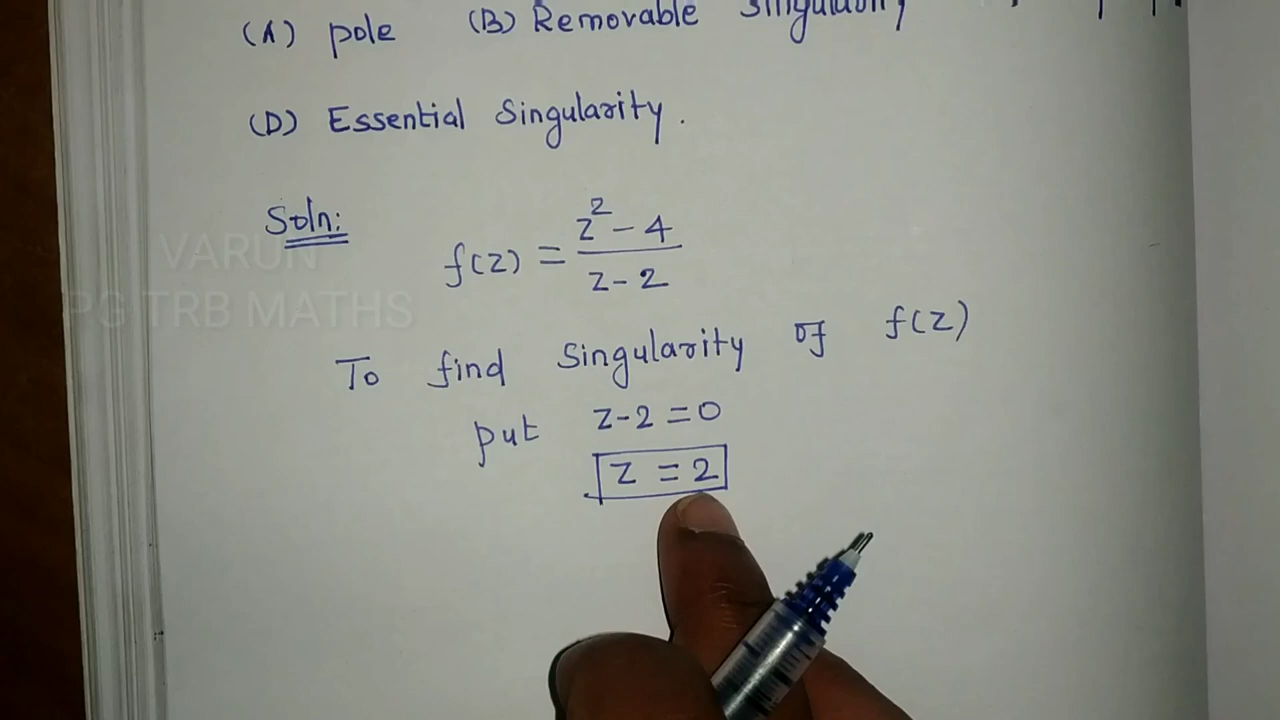 (A) pole (B) Removable Singularity
(D) Essential Singularity.
Soln:
f(z) = z² - 4 / z - 2
VARUN
PG TRB MATHS
To find Singularity of f(z)
put z-2 = 0
z = 2